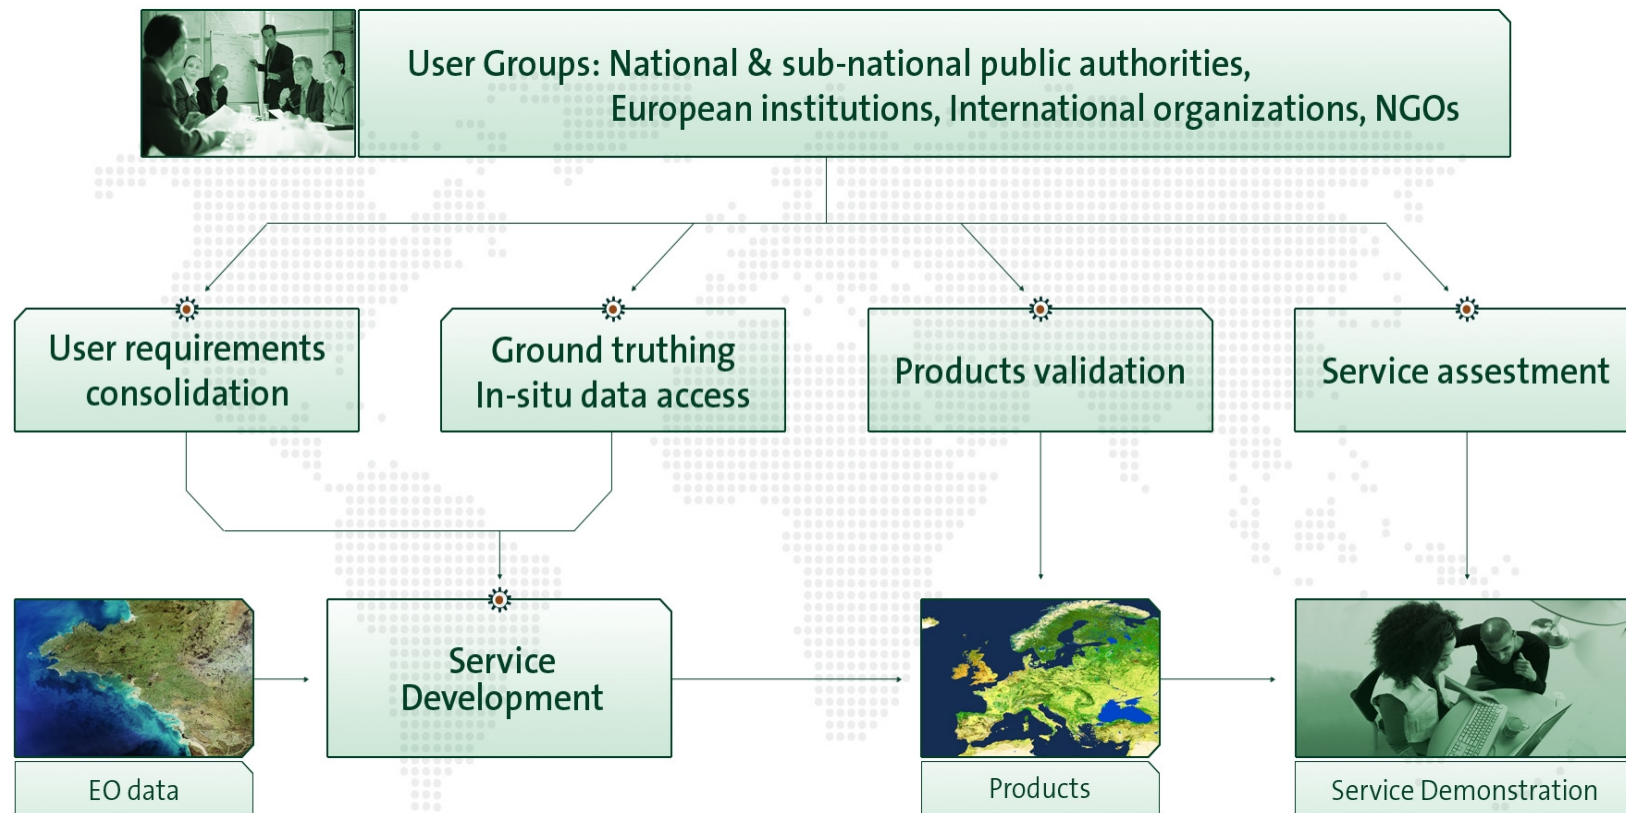 User Groups: National & sub-national public authorities,
European institutions, International organizations, NGOs
User requirements
consolidation
Ground truthing
In-situ data access
Products validation
Service assestment
Service
Development
EO data
Products
Service Demonstration